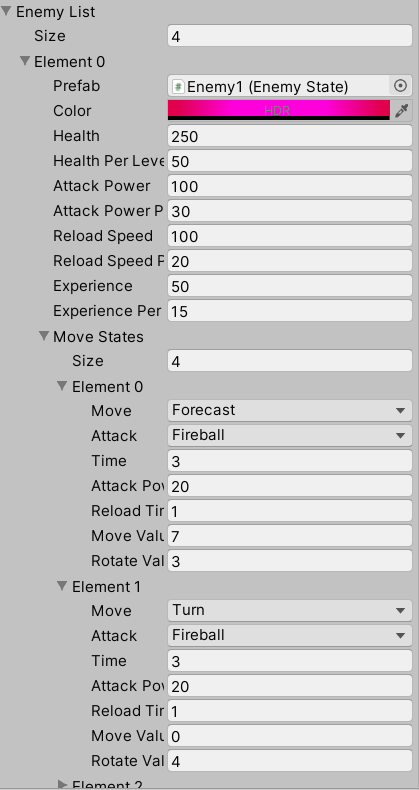 Enemy List
Size 4
Element 0
Prefab # Enemy1 (Enemy State)
Color HDR
Health 250
Health Per Leve 50
Attack Power 100
Attack Power P 30
Reload Speed 100
Reload Speed P 20
Experience 50
Experience Per 15
Move States
Size 4
Element 0
Move Forecast
Attack Fireball
Time 3
Attack Pov 20
Reload Tir 1
Move Valu 7
Rotate Val 3
Element 1
Move Turn
Attack Fireball
Time 3
Attack Pov 20
Reload Tir 1
Move Valu 0
Rotate Val 4
Element 2